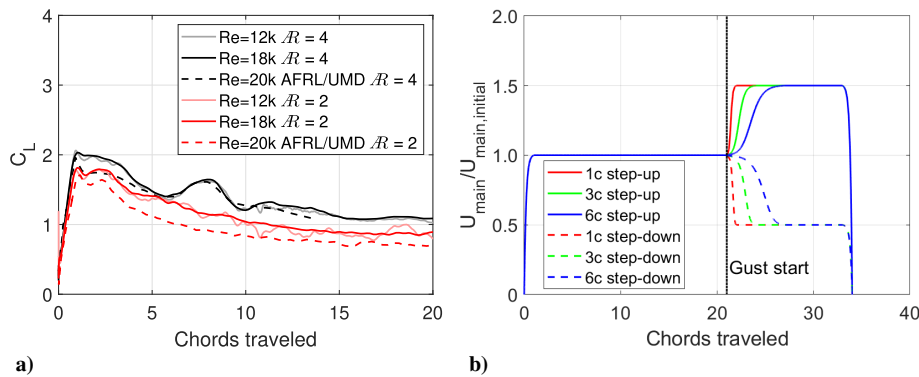 4
3
2
1
0
C_L
Re=12k Æ = 4
Re=18k Æ = 4
Re=20k AFRL/UMD Æ = 4
Re=12k Æ = 2
Re=18k Æ = 2
Re=20k AFRL/UMD Æ = 2
0 5 10 15 20
Chords traveled
a)
2.0
1.5
1.0
0.5
0
U_main/U_main,initial
1c step-up
3c step-up
6c step-up
1c step-down
3c step-down
6c step-down
Gust start
0 10 20 30 40
Chords traveled
b)